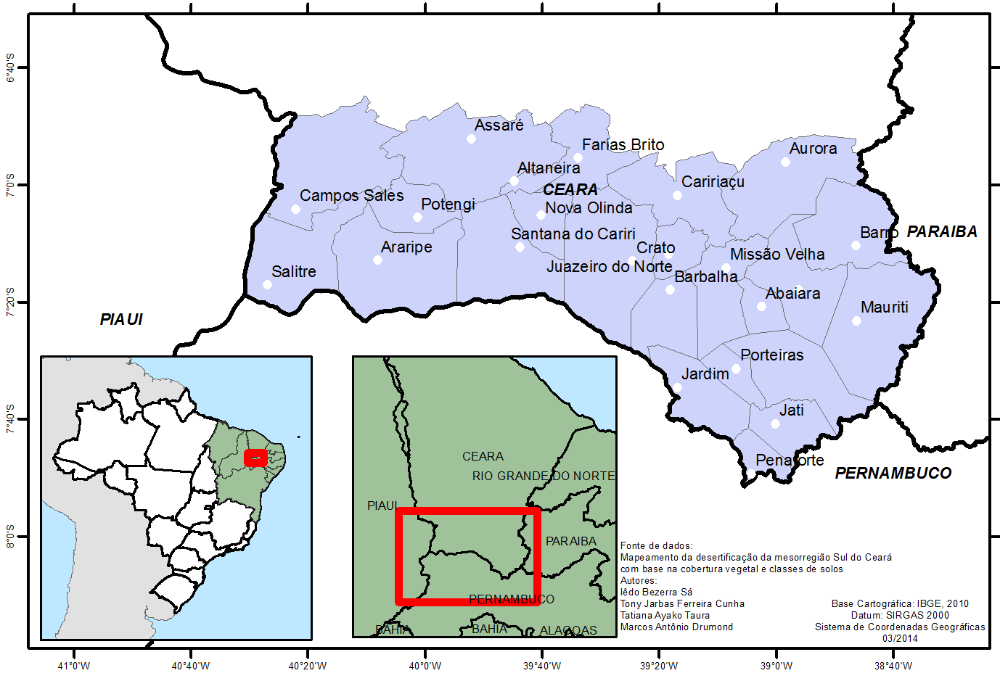 6°40'S
7°0'S
7°20'S
7°40'S
8°0'S
Assaré
Farias Brito
Aurora
Altaneira
Caririaçu
CEARA
Campos Sales
Potengi
Nova Olinda
Barro
PARAIBA
Santana do Cariri
Araripe
Crato
Missão Velha
Juazeiro do Norte
Salitre
Barbalha
Abaiara
Mauriti
PIAUI
Porteiras
Jardim
Jati
Penaforte
PERNAMBUCO
CEARA
RIO GRANDE DO NORTE
PIAUI
PARAIBA
PERNAMBUCO
BAHIA
BAHIA
ALAGOAS
Fonte de dados:
Mapeamento da desertificação da mesorregião Sul do Ceará
com base na cobertura vegetal e classes de solos
Autores:
Iêdo Bezerra Sá
Tony Jarbas Ferreira Cunha
Tatiana Ayako Taura
Marcos Antônio Drumond
Base Cartográfica: IBGE, 2010
Datum: SIRGAS 2000
Sistema de Coordenadas Geográficas
03/2014
41°0'W
40°40'W
40°20'W
40°0'W
39°40'W
39°20'W
39°0'W
38°40'W